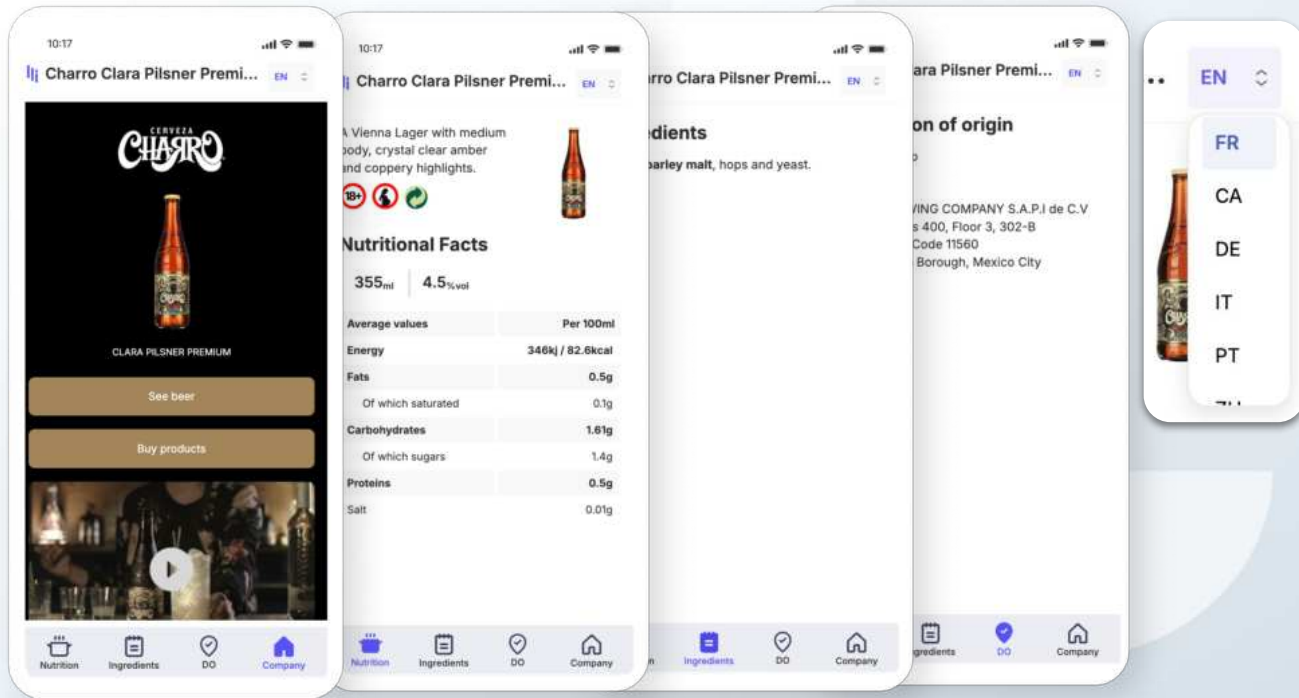 10:17
Charro Clara Pilsner Premi...
EN
CERVEZA
CHARRO
CLARA PILSNER PREMIUM
See beer
Buy products
Nutrition
Ingredients
DO
Company
10:17
Charro Clara Pilsner Premi...
EN
A Vienna Lager with medium
body, crystal clear amber
and coppery highlights.
18+
Nutritional Facts
355ml
4.5%vol
Average values Per 100ml
Energy 346kj / 82.6kcal
Fats 0.5g
Of which saturated 0.1g
Carbohydrates 1.61g
Of which sugars 1.4g
Proteins 0.5g
Salt 0.01g
Nutrition
Ingredients
DO
Company
rro Clara Pilsner Premi...
EN
dients
barley malt, hops and yeast.
n
Ingredients
DO
Company
ara Pilsner Premi...
EN
on of origin
WING COMPANY S.A.P.I de C.V
s 400, Floor 3, 302-B
Code 11560
Borough, Mexico City
gredients
DO
Company
..
EN
FR
CA
DE
IT
PT